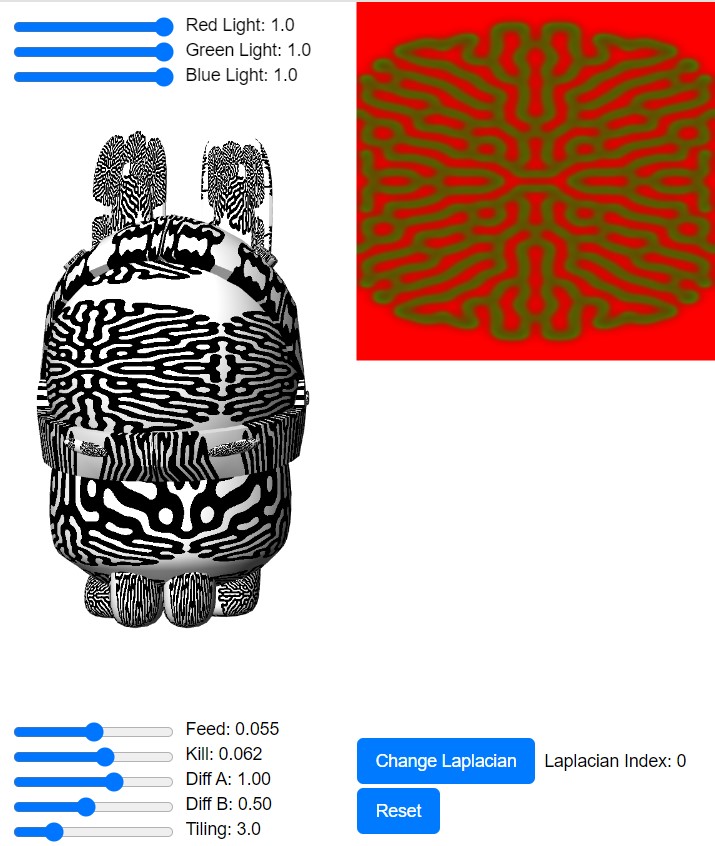 Red Light: 1.0
Green Light: 1.0
Blue Light: 1.0
Feed: 0.055
Kill: 0.062
Diff A: 1.00
Diff B: 0.50
Tiling: 3.0
Change Laplacian Laplacian Index: 0
Reset